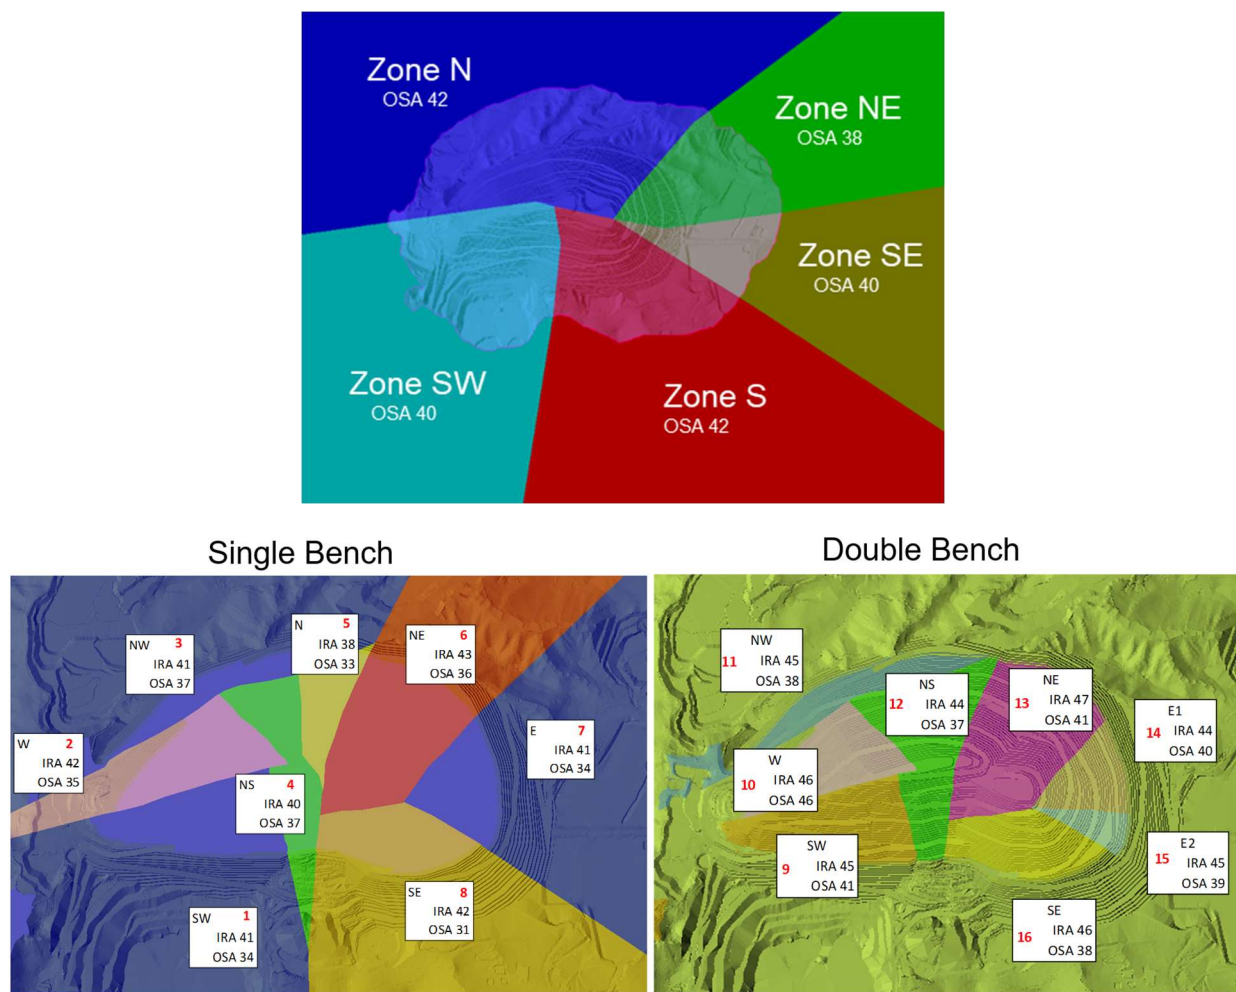 Zone N
OSA 42
Zone NE
OSA 38
Zone SE
OSA 40
Zone SW
OSA 40
Zone S
OSA 42
Single Bench
NW 3
IRA 41
OSA 37
N 5
IRA 38
OSA 33
NE 6
IRA 43
OSA 36
W 2
IRA 42
OSA 35
E 7
IRA 41
OSA 34
NS 4
IRA 40
OSA 37
SW 1
IRA 41
OSA 34
SE 8
IRA 42
OSA 31
Double Bench
NW
11 IRA 45
OSA 38
NS
12 IRA 44
OSA 37
NE
13 IRA 47
OSA 41
E1
14 IRA 44
OSA 40
W
10 IRA 46
OSA 46
SW
9 IRA 45
OSA 41
E2
15 IRA 45
OSA 39
SE
16 IRA 46
OSA 38